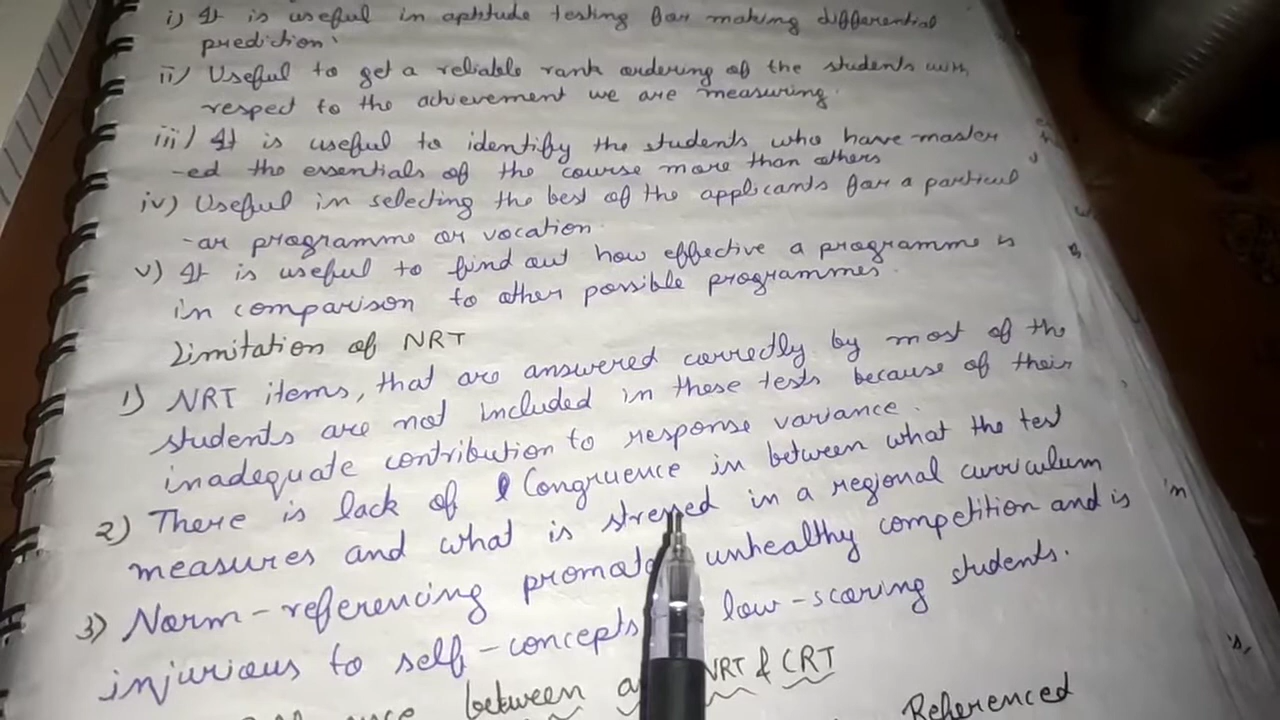 i) It is useful in aptitude testing for making differential
prediction.
ii) Useful to get a reliable rank ordering of the students with
respect to the achievement we are measuring.
iii) It is useful to identify the students who have master
-ed the essentials of the course more than others
iv) Useful in selecting the best of the applicants for a particul
-ar programme or vocation.
v) It is useful to find out how effective a programme is
in comparison to other possible programmes.
Limitation of NRT
1) NRT items, that are answered correctly by most of the
students are not included in these tests because of their
inadequate contribution to response variance.
2) There is lack of Congruence in between what the test
measures and what is stressed in a regional curriculum
3) Norm-referencing promote unhealthy competition and is
injurious to self-concepts low-scoring students.
between NRT & CRT
Referenced